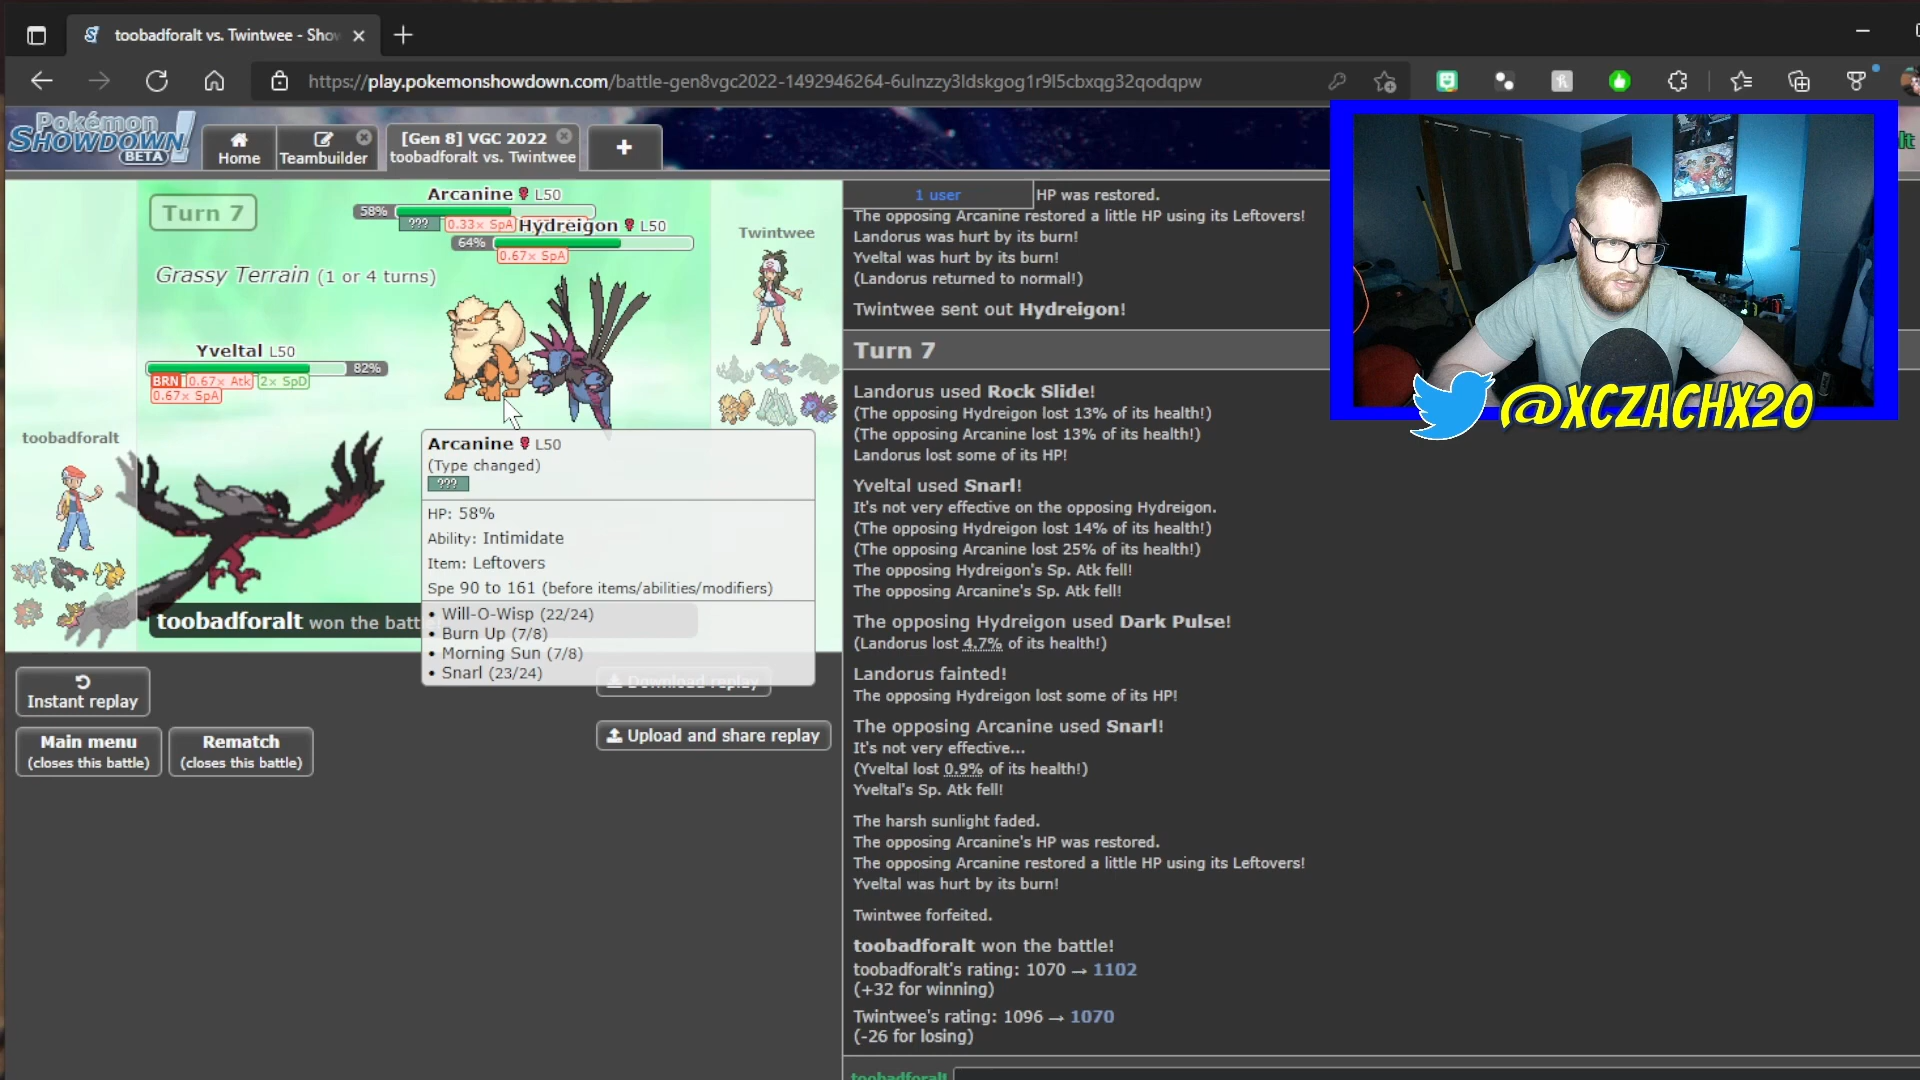 toobadforalt vs. Twintwee - Show
https://play.pokemonshowdown.com/battle-gen8vgc2022-1492946264-6ulnzzy3ldskgog1r9l5cbxqg32qodqpw
Pokémon
SHOWDOWN!
BETA
Home
Teambuilder
[Gen 8] VGC 2022
toobadforalt vs. Twintwee
Turn 7
Arcanine L50
58%
??? 0.33x SpA
Hydreigon L50
64%
0.67x SpA
Twintwee
Grassy Terrain (1 or 4 turns)
Yveltal L50
82%
BRN 0.67x Atk 2x SpD
0.67x SpA
toobadforalt
Arcanine L50
(Type changed)
???
HP: 58%
Ability: Intimidate
Item: Leftovers
Spe 90 to 161 (before items/abilities/modifiers)
• Will-O-Wisp (22/24)
• Burn Up (7/8)
• Morning Sun (7/8)
• Snarl (23/24)
toobadforalt won the batt
Instant replay
Download replay
Upload and share replay
Main menu
(closes this battle)
Rematch
(closes this battle)
1 user
HP was restored.
The opposing Arcanine restored a little HP using its Leftovers!
Landorus was hurt by its burn!
Yveltal was hurt by its burn!
(Landorus returned to normal!)
Twintwee sent out Hydreigon!
Turn 7
Landorus used Rock Slide!
(The opposing Hydreigon lost 13% of its health!)
(The opposing Arcanine lost 13% of its health!)
Landorus lost some of its HP!
Yveltal used Snarl!
It's not very effective on the opposing Hydreigon.
(The opposing Hydreigon lost 14% of its health!)
(The opposing Arcanine lost 25% of its health!)
The opposing Hydreigon's Sp. Atk fell!
The opposing Arcanine's Sp. Atk fell!
The opposing Hydreigon used Dark Pulse!
(Landorus lost 4.7% of its health!)
Landorus fainted!
The opposing Hydreigon lost some of its HP!
The opposing Arcanine used Snarl!
It's not very effective...
(Yveltal lost 0.9% of its health!)
Yveltal's Sp. Atk fell!
The harsh sunlight faded.
The opposing Arcanine's HP was restored.
The opposing Arcanine restored a little HP using its Leftovers!
Yveltal was hurt by its burn!
Twintwee forfeited.
toobadforalt won the battle!
toobadforalt's rating: 1070 → 1102
(+32 for winning)
Twintwee's rating: 1096 → 1070
(-26 for losing)
toobadforalt
@XCZACHX20